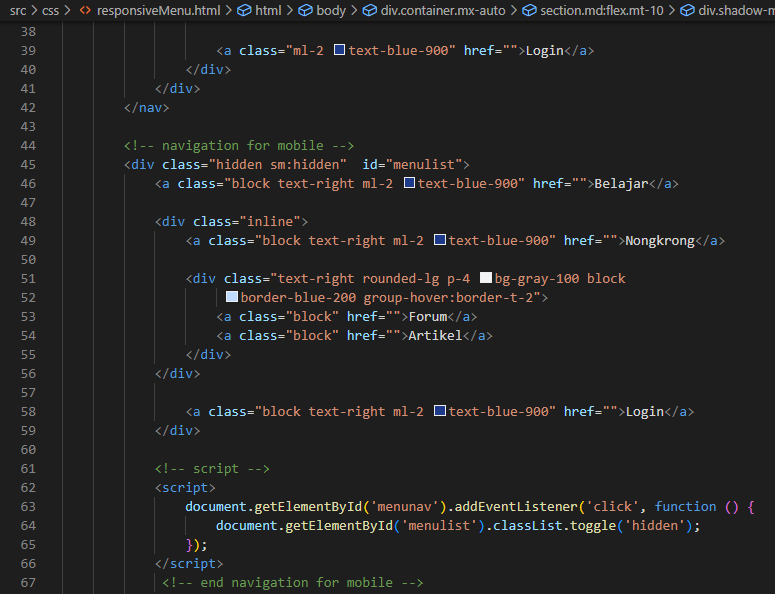 src > css > <> responsiveMenu.html > html > body > div.container.mx-auto > section.md:flex.mt-10 > div.shadow-m
38
39 <a class="ml-2 text-blue-900" href="">Login</a>
40 </div>
41 </div>
42 </nav>
43
44 <!-- navigation for mobile -->
45 <div class="hidden sm:hidden"  id="menulist">
46 <a class="block text-right ml-2 text-blue-900" href="">Belajar</a>
47
48 <div class="inline">
49 <a class="block text-right ml-2 text-blue-900" href="">Nongkrong</a>
50
51 <div class="text-right rounded-lg p-4 bg-gray-100 block
52 border-blue-200 group-hover:border-t-2">
53 <a class="block" href="">Forum</a>
54 <a class="block" href="">Artikel</a>
55 </div>
56 </div>
57
58 <a class="block text-right ml-2 text-blue-900" href="">Login</a>
59 </div>
60
61 <!-- script -->
62 <script>
63 document.getElementById('menunav').addEventListener('click', function () {
64 document.getElementById('menulist').classList.toggle('hidden');
65 });
66 </script>
67 <!-- end navigation for mobile -->